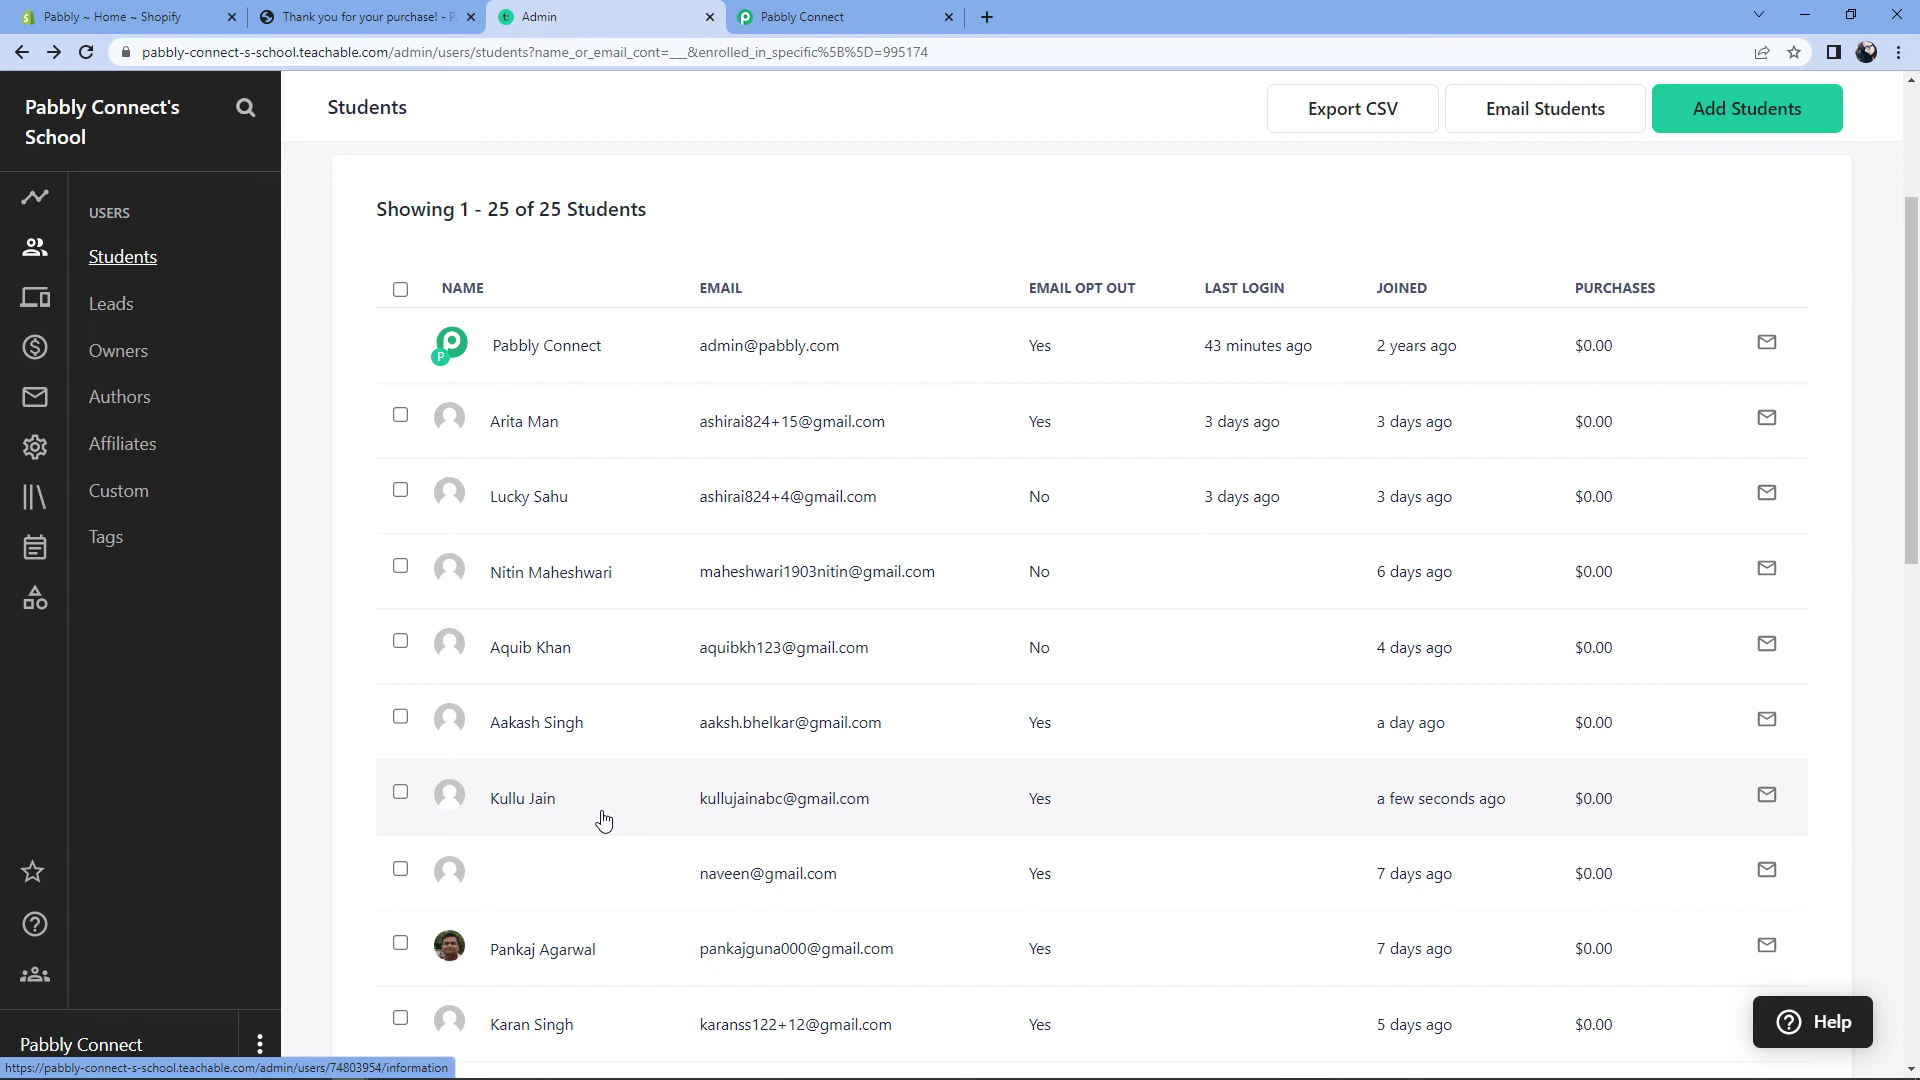 Pabbly ~ Home ~ Shopify
Thank you for your purchase! - P
Admin
Pabbly Connect
pabbly-connect-s-school.teachable.com/admin/users/students?name_or_email_cont=___&enrolled_in_specific%5B%5D=995174
Pabbly Connect's School
Students
Export CSV
Email Students
Add Students
USERS
Students
Leads
Owners
Authors
Affiliates
Custom
Tags
Showing 1 - 25 of 25 Students
NAME EMAIL EMAIL OPT OUT LAST LOGIN JOINED PURCHASES
P Pabbly Connect admin@pabbly.com Yes 43 minutes ago 2 years ago $0.00
Arita Man ashirai824+15@gmail.com Yes 3 days ago 3 days ago $0.00
Lucky Sahu ashirai824+4@gmail.com No 3 days ago 3 days ago $0.00
Nitin Maheshwari maheshwari1903nitin@gmail.com No 6 days ago $0.00
Aquib Khan aquibkh123@gmail.com No 4 days ago $0.00
Aakash Singh aaksh.bhelkar@gmail.com Yes a day ago $0.00
Kullu Jain kullujainabc@gmail.com Yes a few seconds ago $0.00
naveen@gmail.com Yes 7 days ago $0.00
Pankaj Agarwal pankajguna000@gmail.com Yes 7 days ago $0.00
Karan Singh karanss122+12@gmail.com Yes 5 days ago $0.00
Help
Pabbly Connect
https://pabbly-connect-s-school.teachable.com/admin/users/74803954/information